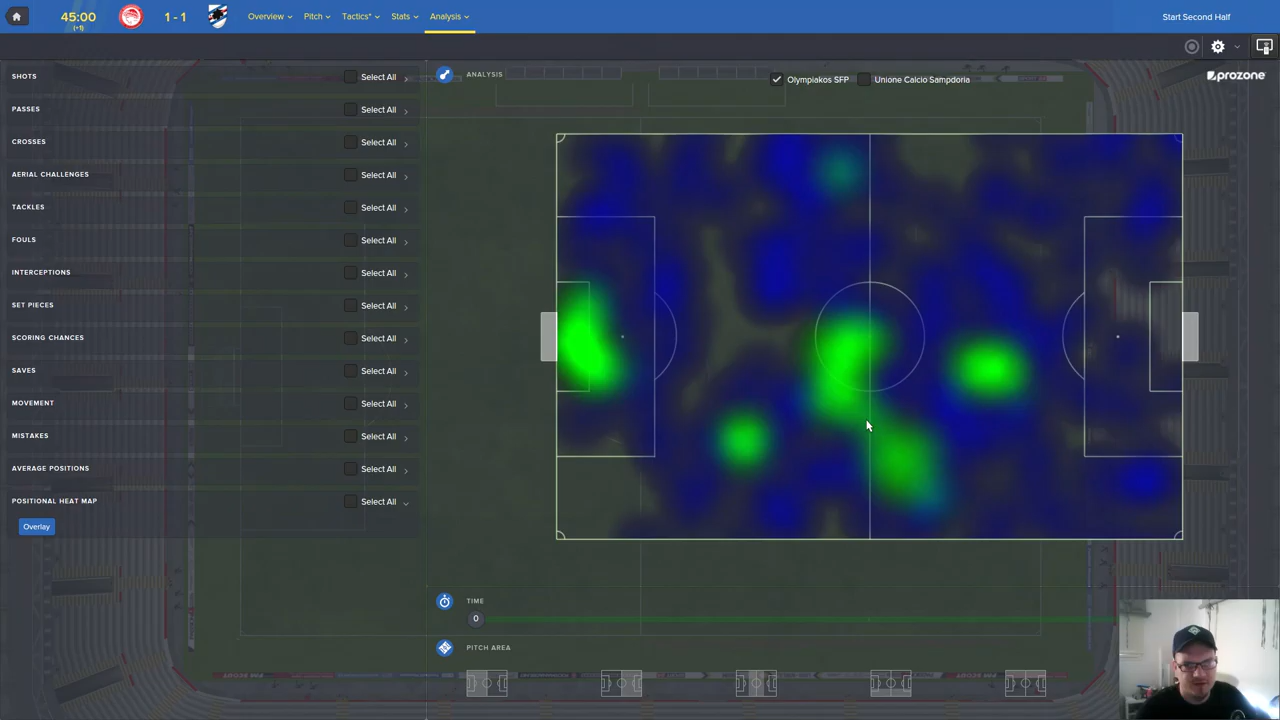 45:00
(+1)
1 - 1
Overview
Pitch
Tactics*
Stats
Analysis
Start Second Half
SHOTS
Select All
PASSES
Select All
CROSSES
Select All
AERIAL CHALLENGES
Select All
TACKLES
Select All
FOULS
Select All
INTERCEPTIONS
Select All
SET PIECES
Select All
SCORING CHANCES
Select All
SAVES
Select All
MOVEMENT
Select All
MISTAKES
Select All
AVERAGE POSITIONS
Select All
POSITIONAL HEAT MAP
Select All
Overlay
ANALYSIS
Olympiakos SFP
Unione Calcio Sampdoria
prozone
TIME
0
PITCH AREA